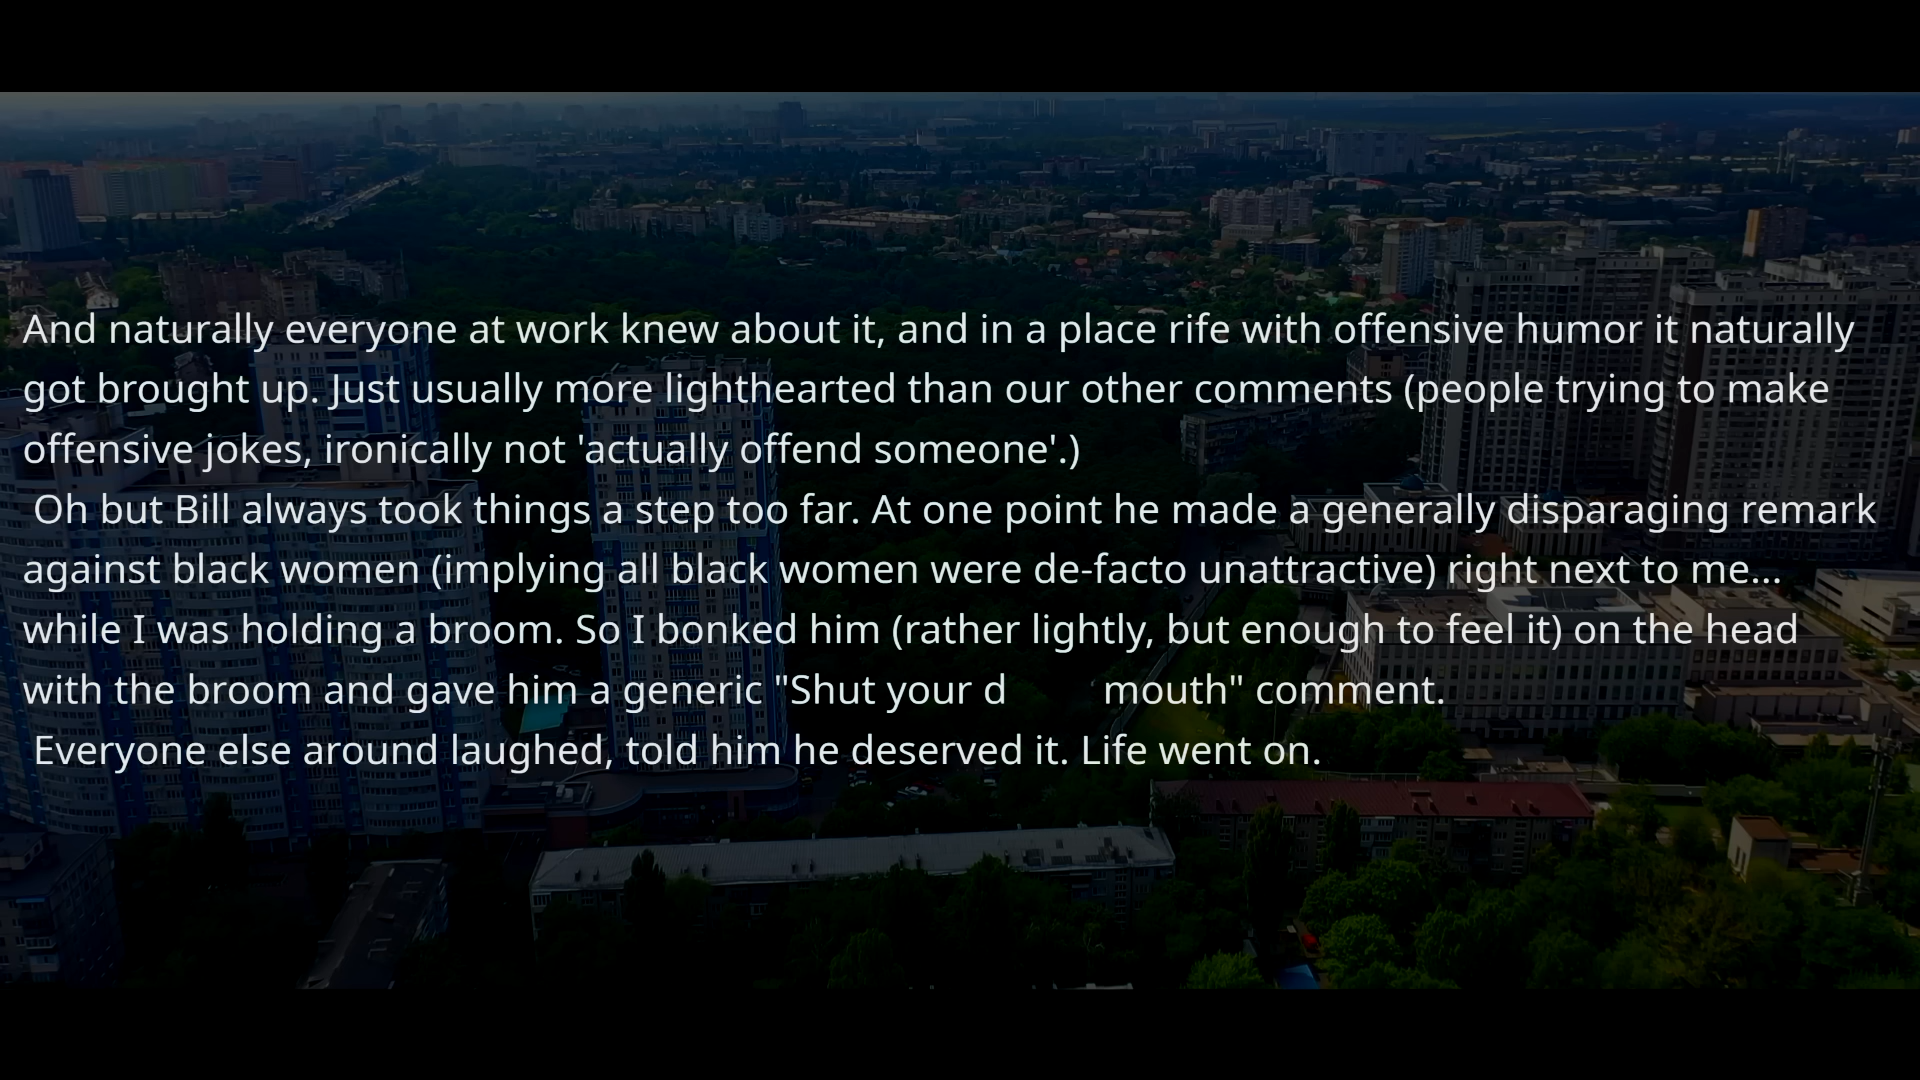 And naturally everyone at work knew about it, and in a place rife with offensive humor it naturally
got brought up. Just usually more lighthearted than our other comments (people trying to make
offensive jokes, ironically not 'actually offend someone'.)
Oh but Bill always took things a step too far. At one point he made a generally disparaging remark
against black women (implying all black women were de-facto unattractive) right next to me...
while I was holding a broom. So I bonked him (rather lightly, but enough to feel it) on the head
with the broom and gave him a generic "Shut your d mouth" comment.
Everyone else around laughed, told him he deserved it. Life went on.